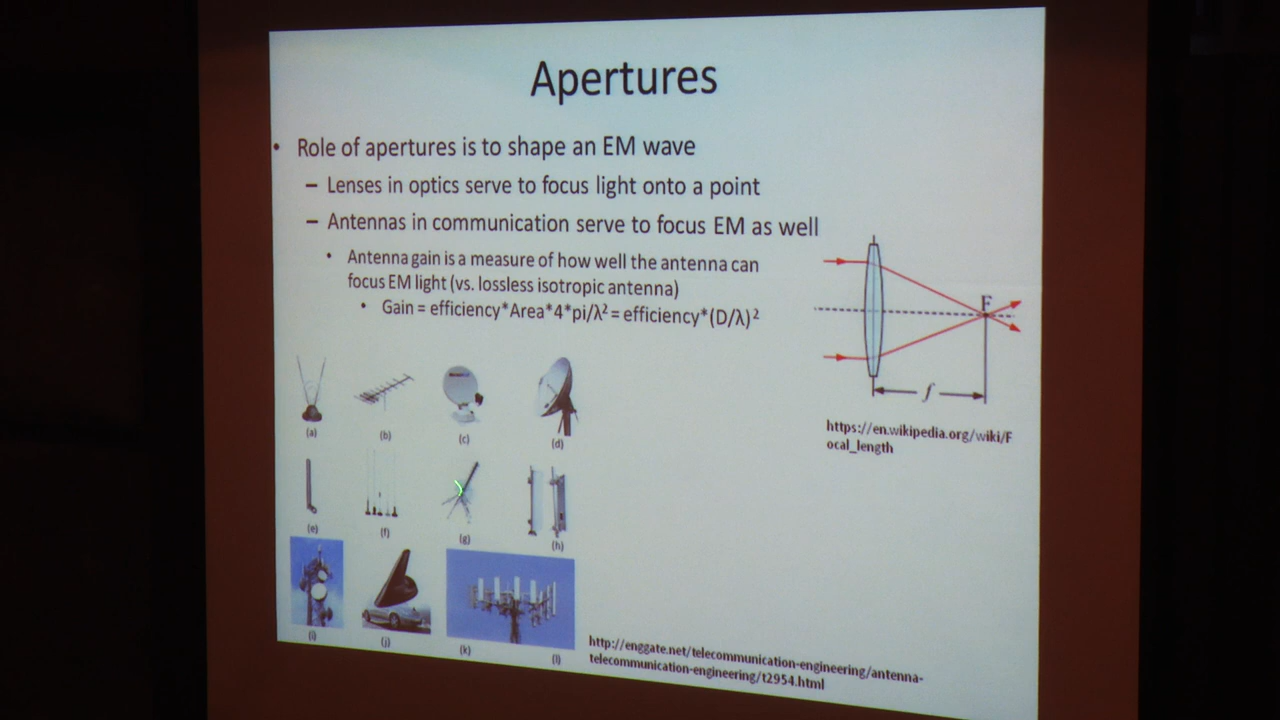 Apertures
• Role of apertures is to shape an EM wave
– Lenses in optics serve to focus light onto a point
– Antennas in communication serve to focus EM as well
• Antenna gain is a measure of how well the antenna can
focus EM light (vs. lossless isotropic antenna)
• Gain = efficiency*Area*4*pi/λ² = efficiency*(D/λ)²
F
f
https://en.wikipedia.org/wiki/F
ocal_length
(a) (b) (c) (d)
(e) (f) (g) (h)
(i) (j) (k) (l)
http://enggate.net/telecommunication-engineering/antenna-
telecommunication-engineering/t2954.html